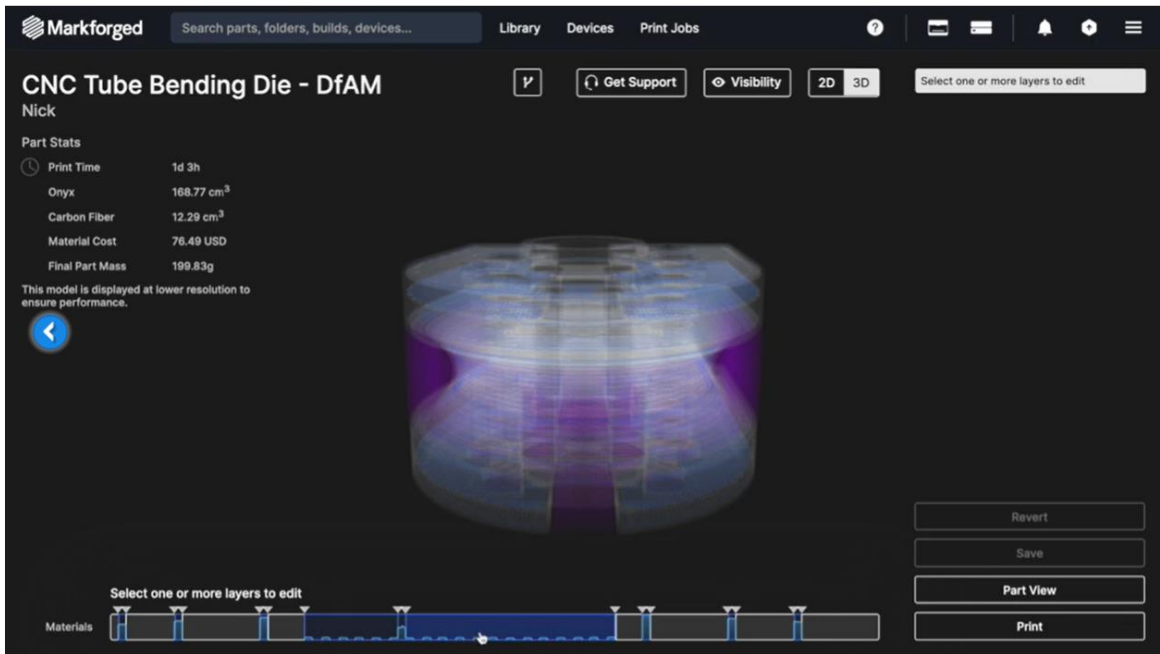 Markforged
Search parts, folders, builds, devices...
Library
Devices
Print Jobs
?
CNC Tube Bending Die - DfAM
Nick
Get Support
Visibility
2D
3D
Select one or more layers to edit
Part Stats
Print Time 1d 3h
Onyx 168.77 cm³
Carbon Fiber 12.29 cm³
Material Cost 76.49 USD
Final Part Mass 199.83g
This model is displayed at lower resolution to
ensure performance.
Revert
Save
Part View
Print
Select one or more layers to edit
Materials